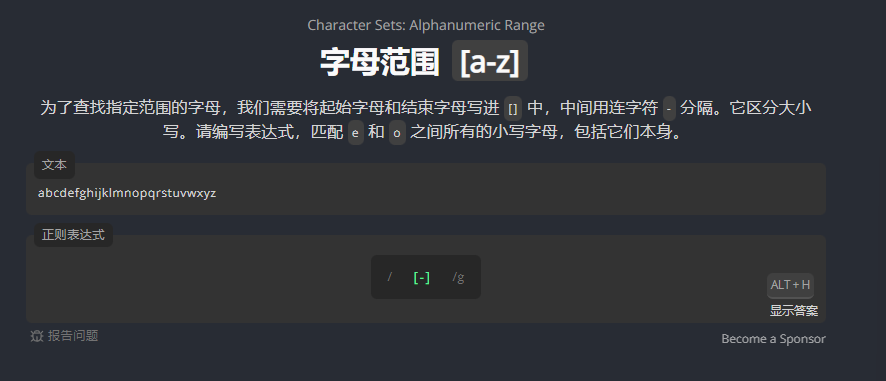 Character Sets: Alphanumeric Range
字母范围 [a-z]
为了查找指定范围的字母，我们需要将起始字母和结束字母写进 [] 中，中间用连字符 - 分隔。它区分大小
写。请编写表达式，匹配 e 和 o 之间所有的小写字母，包括它们本身。
文本
abcdefghijklmnopqrstuvwxyz
正则表达式
/ [-] /g
ALT + H
显示答案
报告问题
Become a Sponsor